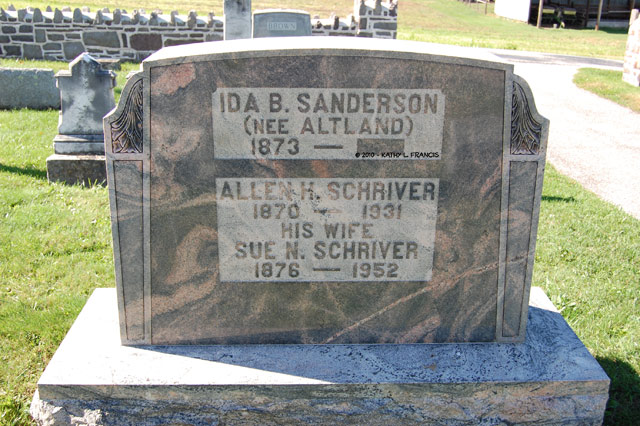 BROWN
IDA B. SANDERSON
(NEE ALTLAND)
1873 —
© 2010 - KATHY L. FRANCIS
ALLEN H. SCHRIVER
1870 — 1931
HIS WIFE
SUE N. SCHRIVER
1876 — 1952